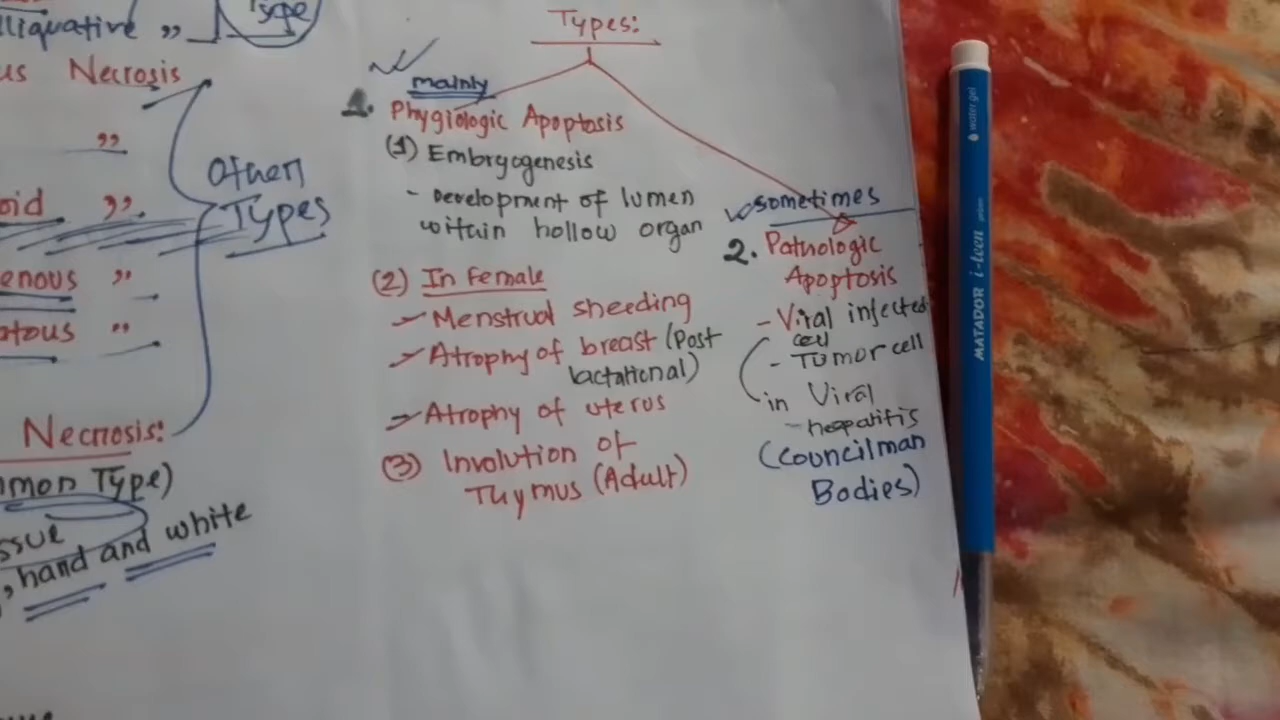 Type
lliquative ,,
us Necrosis
,,
oid ,,
enous ,,
atous ,,
Other
Types
Necrosis:
mmon Type)
ssue
, hand and white
Types:
mainly
1. Phygiologic Apoptosis
(1) Embryogenesis
- Development of lumen
within hollow organ
(2) In Female
- Menstrual sheeding
- Atrophy of breast (Post
lactational)
- Atrophy of uterus
(3) Involution of
Thymus (Adult)
sometimes
2. Pathologic
Apoptosis
- Viral infected
cell
- Tumor cell
in Viral
- hepatitis
(Councilman
Bodies)
MATADOR i-teen
water gel